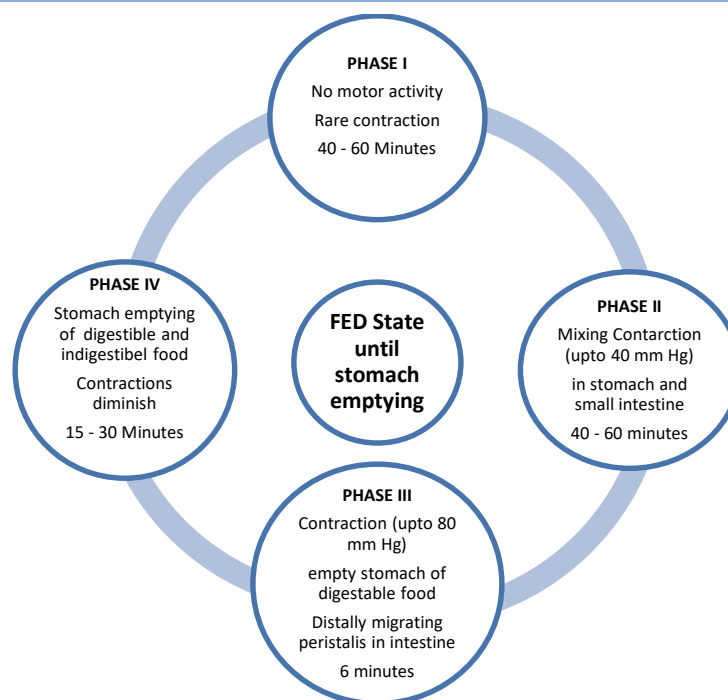 PHASE I
No motor activity
Rare contraction
40 - 60 Minutes
PHASE II
Mixing Contarction
(upto 40 mm Hg)
in stomach and
small intestine
40 - 60 minutes
PHASE III
Contraction (upto 80
mm Hg)
empty stomach of
digestable food
Distally migrating
peristalis in intestine
6 minutes
PHASE IV
Stomach emptying
of digestible and
indigestibel food
Contractions
diminish
15 - 30 Minutes
FED State
until
stomach
emptying